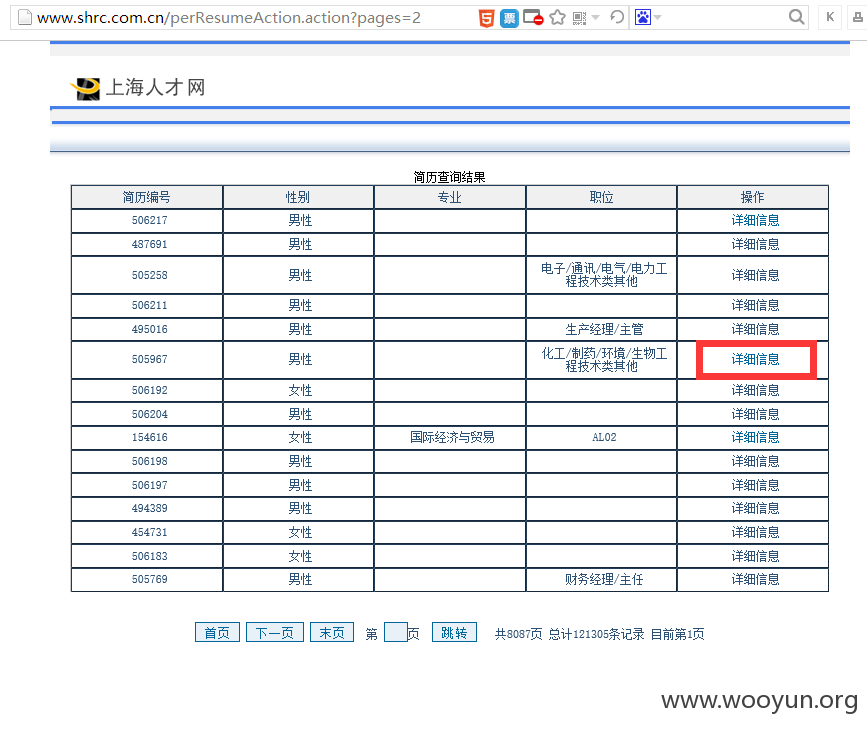 www.shrc.com.cn/perResumeAction.action?pages=2
票
K
上海人才网
简历查询结果
简历编号 性别 专业 职位 操作
506217 男性 详细信息
487691 男性 详细信息
505258 男性 电子/通讯/电气/电力工
程技术类其他 详细信息
506211 男性 详细信息
495016 男性 生产经理/主管 详细信息
505967 男性 化工/制药/环境/生物工
程技术类其他 详细信息
506192 女性 详细信息
506204 男性 详细信息
154616 女性 国际经济与贸易 AL02 详细信息
506198 男性 详细信息
506197 男性 详细信息
494389 男性 详细信息
454731 女性 详细信息
506183 女性 详细信息
505769 男性 财务经理/主任 详细信息
首页 下一页 末页 第 页 跳转 共8087页 总计121305条记录 目前第1页
www.wooyun.org